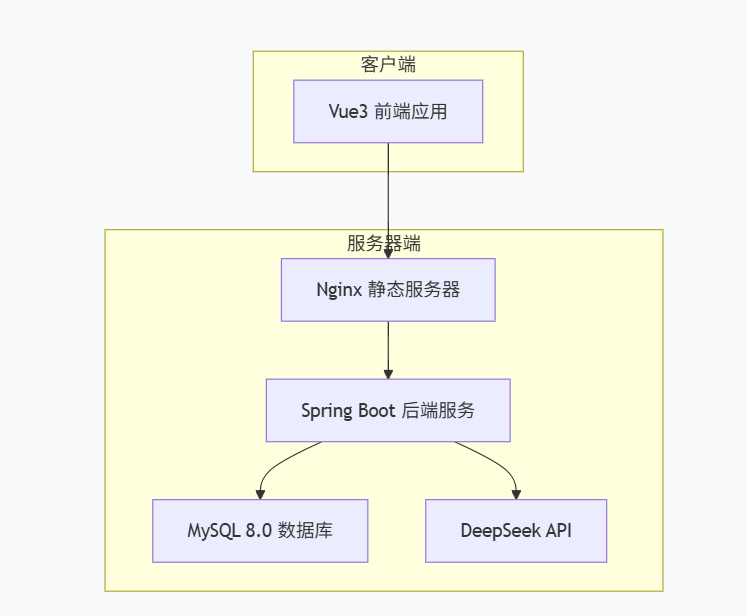 客户端
Vue3 前端应用
服务器端
Nginx 静态服务器
Spring Boot 后端服务
MySQL 8.0 数据库
DeepSeek API